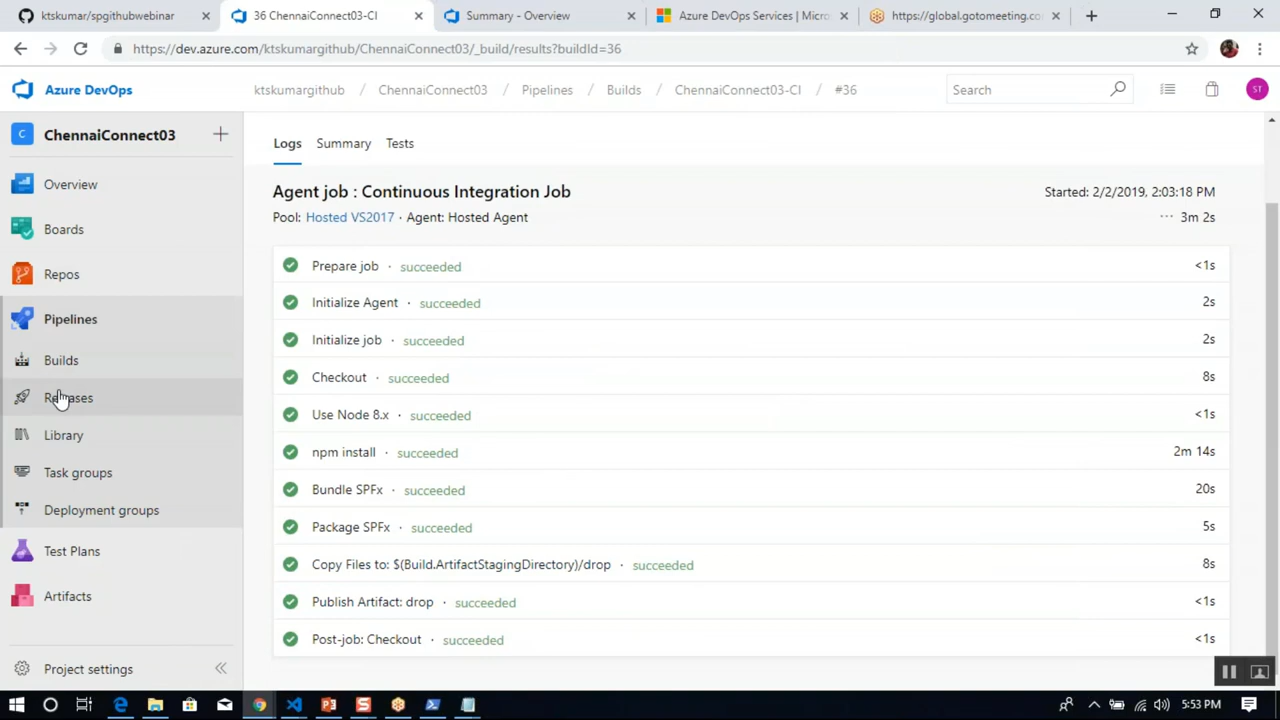 ktskumar/spgithubwebinar
36 ChennaiConnect03-CI
Summary - Overview
Azure DevOps Services | Micro
https://global.gotomeeting.com
https://dev.azure.com/ktskumargithub/ChennaiConnect03/_build/results?buildId=36
Azure DevOps
ktskumargithub / ChennaiConnect03 / Pipelines / Builds / ChennaiConnect03-CI / #36
Search
ST
C ChennaiConnect03
Overview
Boards
Repos
Pipelines
Builds
Releases
Library
Task groups
Deployment groups
Test Plans
Artifacts
Project settings
Logs Summary Tests
Agent job : Continuous Integration Job
Started: 2/2/2019, 2:03:18 PM
Pool: Hosted VS2017 · Agent: Hosted Agent
··· 3m 2s
Prepare job · succeeded <1s
Initialize Agent · succeeded 2s
Initialize job · succeeded 2s
Checkout · succeeded 8s
Use Node 8.x · succeeded <1s
npm install · succeeded 2m 14s
Bundle SPFx · succeeded 20s
Package SPFx · succeeded 5s
Copy Files to: $(Build.ArtifactStagingDirectory)/drop · succeeded 8s
Publish Artifact: drop · succeeded <1s
Post-job: Checkout · succeeded <1s
5:53 PM